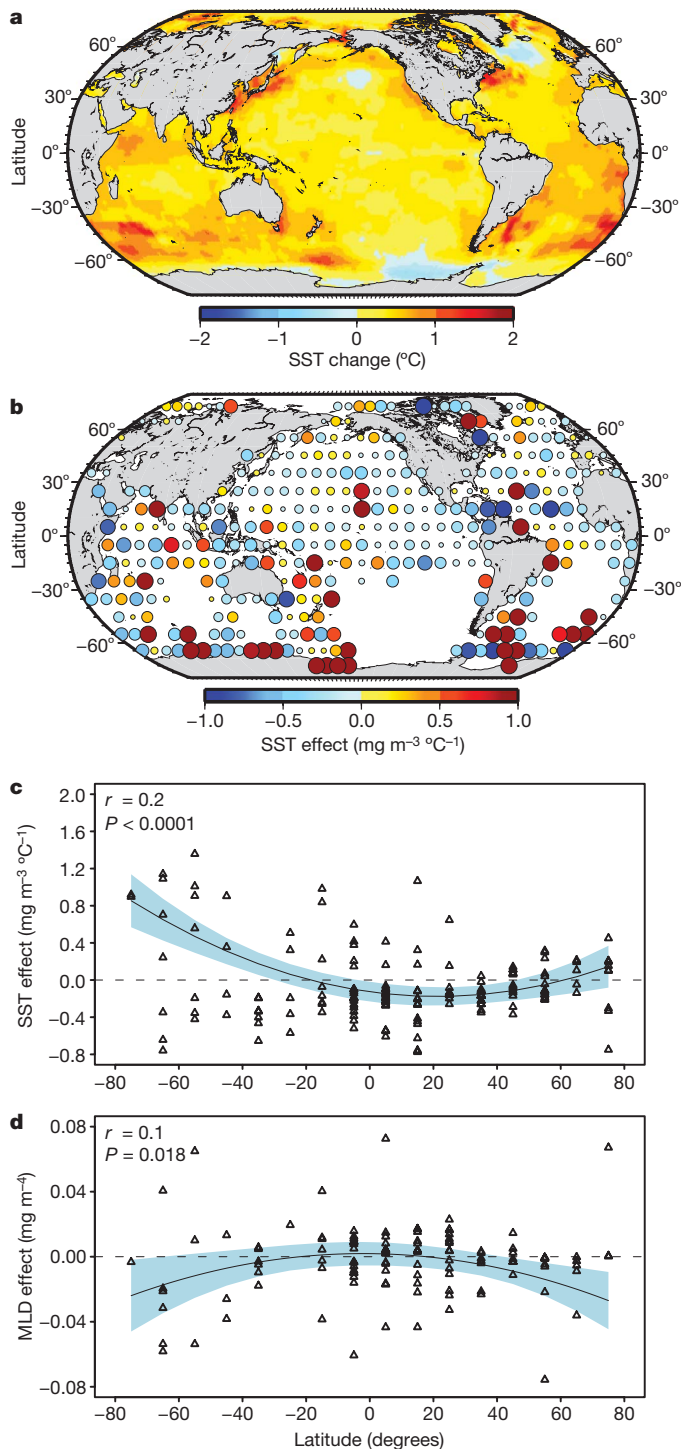 a
60° 60°
30° 30°
0° 0°
−30° −30°
−60° −60°
Latitude
−2 −1 0 1 2
SST change (ºC)
b
60° 60°
30° 30°
0° 0°
−30° −30°
−60° −60°
Latitude
−1.0 −0.5 0.0 0.5 1.0
SST effect (mg m−3 ºC−1)
c
r = 0.2
P < 0.0001
2.0
1.6
1.2
0.8
0.4
0.0
−0.4
−0.8
SST effect (mg m−3 ºC−1)
−80 −60 −40 −20 0 20 40 60 80
d
r = 0.1
P = 0.018
0.08
0.04
0.00
−0.04
−0.08
MLD effect (mg m−4)
−80 −60 −40 −20 0 20 40 60 80
Latitude (degrees)